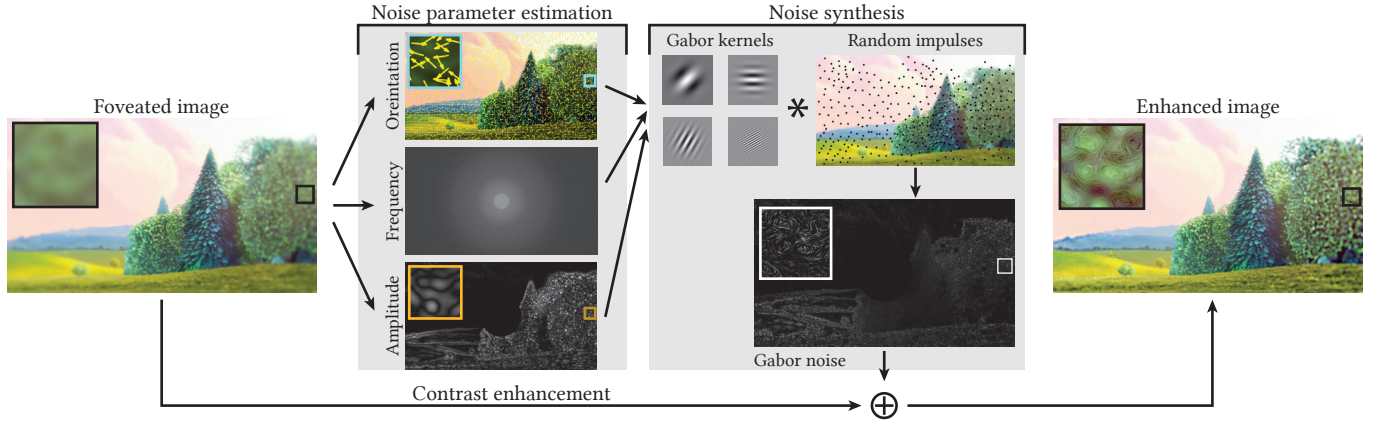 Noise parameter estimation
Noise synthesis
Foveated image
Oreintation
Frequency
Amplitude
Gabor kernels
Random impulses
*
Gabor noise
Enhanced image
Contrast enhancement